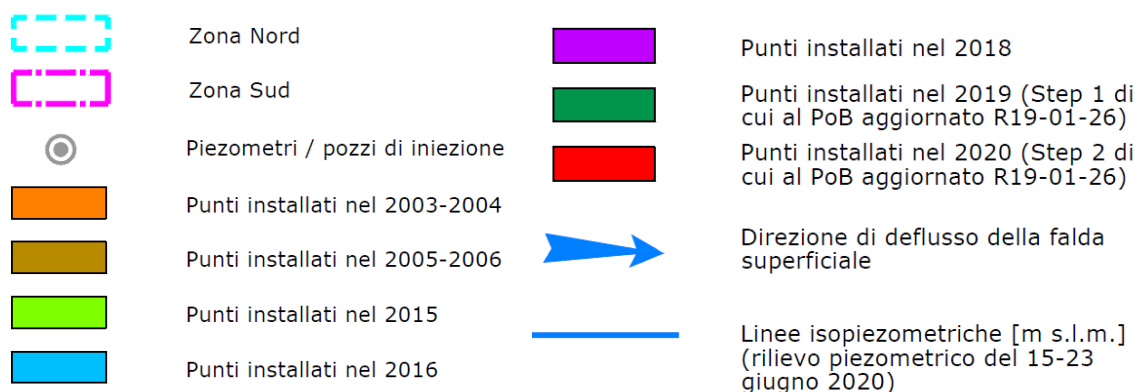 Zona Nord
Zona Sud
Piezometri / pozzi di iniezione
Punti installati nel 2003-2004
Punti installati nel 2005-2006
Punti installati nel 2015
Punti installati nel 2016
Punti installati nel 2018
Punti installati nel 2019 (Step 1 di
cui al PoB aggiornato R19-01-26)
Punti installati nel 2020 (Step 2 di
cui al PoB aggiornato R19-01-26)
Direzione di deflusso della falda
superficiale
Linee isopiezometriche [m s.l.m.]
(rilievo piezometrico del 15-23
giugno 2020)